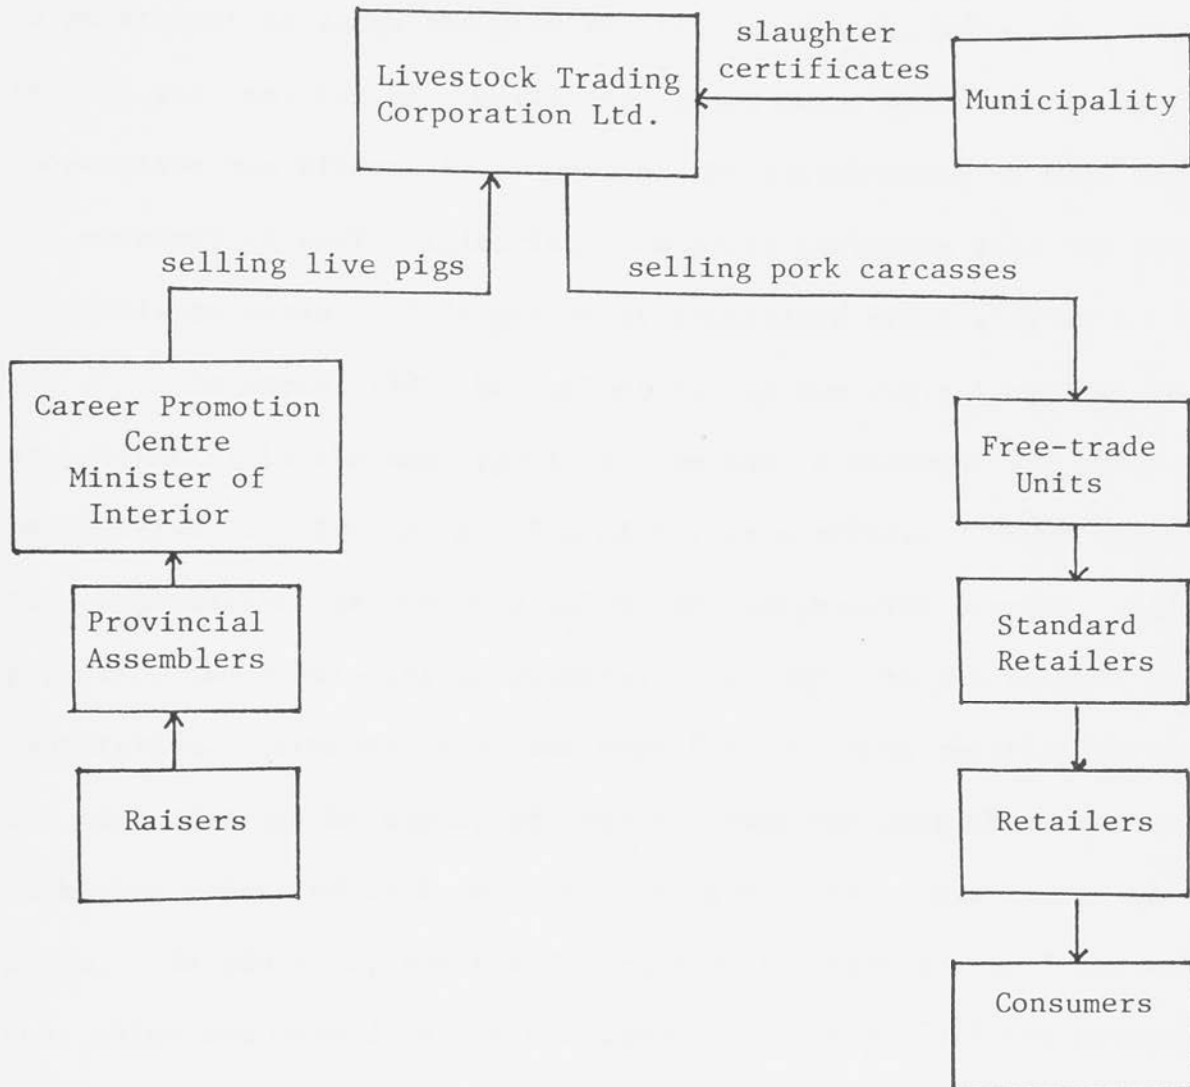 slaughter
certificates
Livestock Trading
Corporation Ltd.
Municipality
selling live pigs
selling pork carcasses
Career Promotion
Centre
Minister of
Interior
Free-trade
Units
Provincial
Assemblers
Standard
Retailers
Raisers
Retailers
Consumers